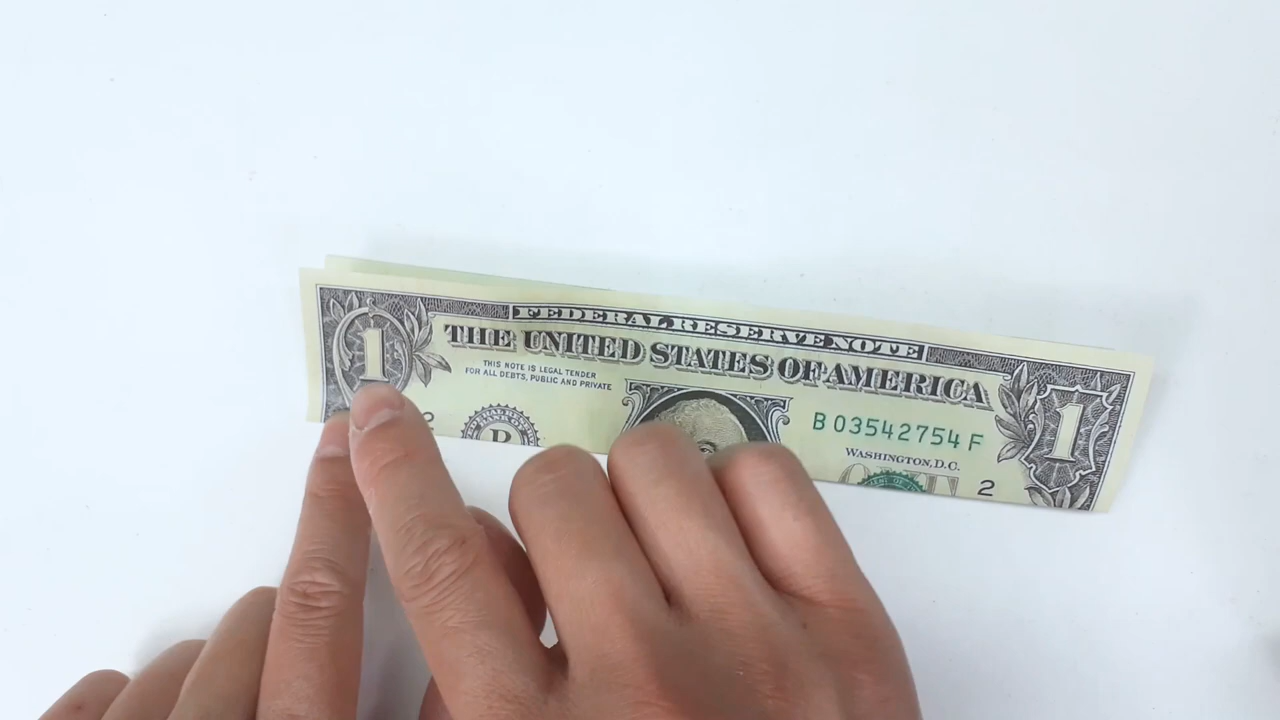 FEDERAL RESERVE NOTE
THE UNITED STATES OF AMERICA
1
THIS NOTE IS LEGAL TENDER
FOR ALL DEBTS, PUBLIC AND PRIVATE
2
B
B 03542754 F
WASHINGTON, D.C.
2
1